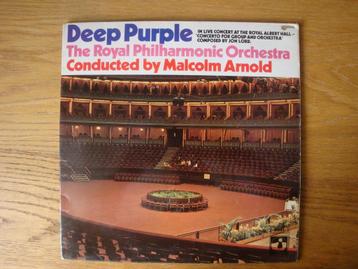 Deep Purple
IN LIVE CONCERT AT THE ROYAL ALBERT HALL -
'CONCERTO FOR GROUP AND ORCHESTRA'
COMPOSED BY JON LORD.
The Royal Philharmonic Orchestra
Conducted by Malcolm Arnold